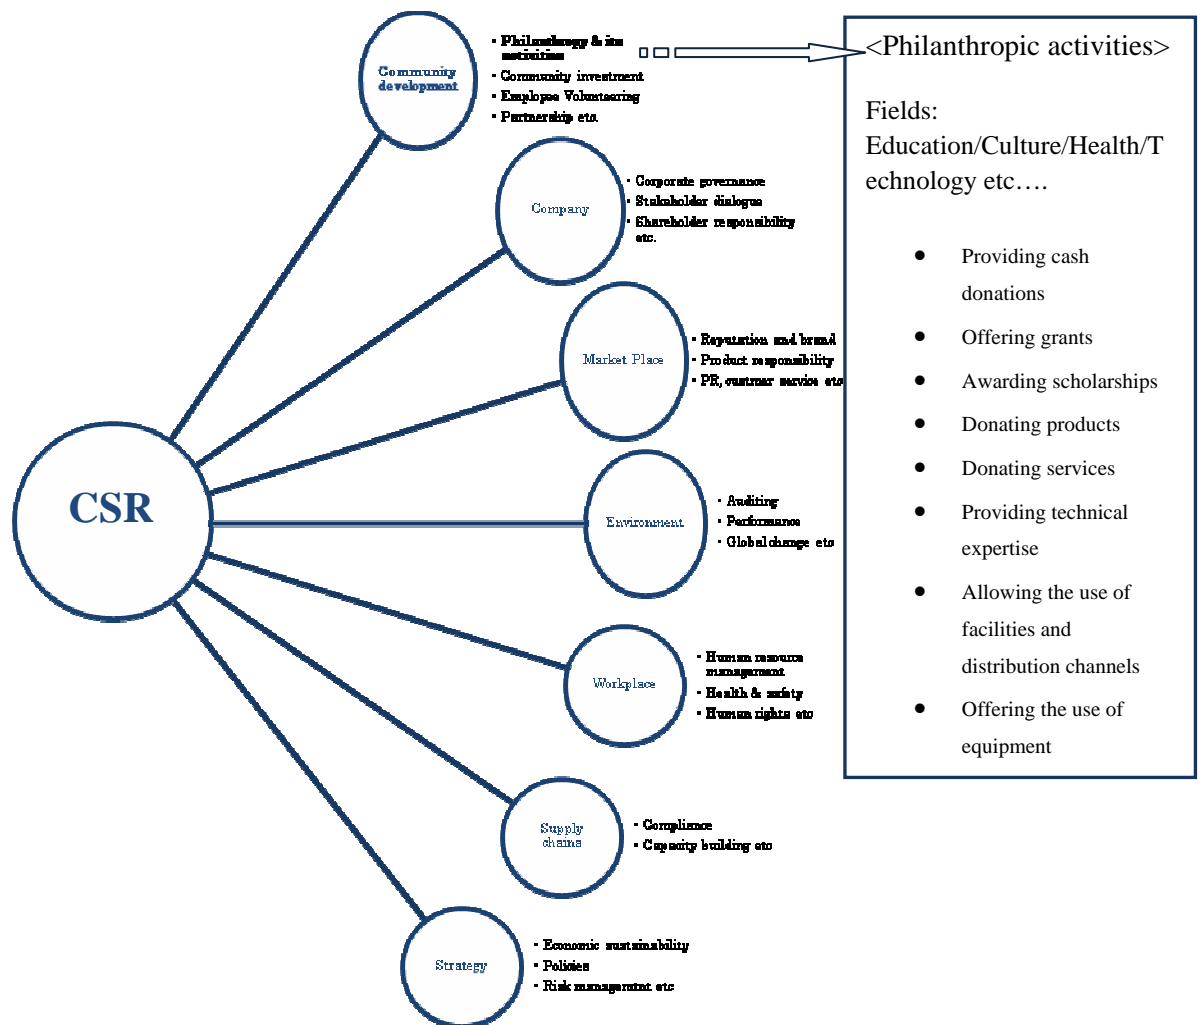 Community
development
・Philanthropy & its
activities
・Community investment
・Employee Volunteering
・Partnership etc.
<Philanthropic activities>
Fields:
Education/Culture/Health/T
echnology etc….
● Providing cash
donations
● Offering grants
● Awarding scholarships
● Donating products
● Donating services
● Providing technical
expertise
● Allowing the use of
facilities and
distribution channels
● Offering the use of
equipment
Company
・Corporate governance
・Stakeholder dialogue
・Shareholder responsibility
etc.
Market Place
・Reputation and brand
・Product responsibility
・PR, customer service etc
CSR
Environment
・Auditing
・Performance
・Global change etc
Workplace
・Human resource
management
・Health & safety
・Human rights etc
Supply
chains
・Compliance
・Capacity building etc
Strategy
・Economic sustainability
・Policies
・Risk management etc